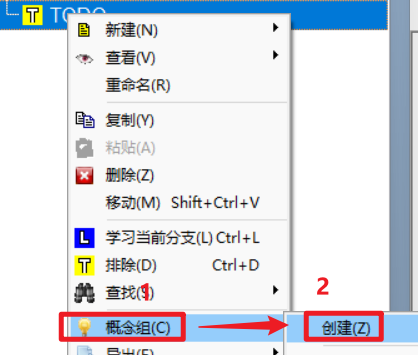 TODO
新建(N)
查看(V)
重命名(R)
复制(Y)
粘贴(A)
删除(Z)
移动(M) Shift+Ctrl+V
学习当前分支(L) Ctrl+L
排除(D) Ctrl+D
查找(S)
1
2
概念组(C)
创建(Z)
导出(E)